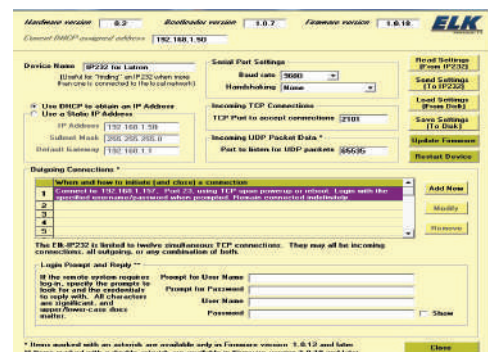 Hardware version 8.2 Bootloader version 1.0.7 Firmware version 1.0.18 ELK
Current DHCP assigned address 192.168.1.90
Device Name IP232 for Lutron
(Useful for "finding" an IP232 when more than one is connected to the local network)
Use DHCP to obtain an IP Address
Use a Static IP Address
IP Address 192.168.1.90
Subnet Mask 255.255.255.0
Default Gateway 192.168.1.1
Serial Port Settings
Baud rate 9600
Handshaking None
Incoming TCP Connections
TCP Port to accept connections 2101
Incoming UDP Packet Data *
Port to listen for UDP packets 65535
Read Settings
(From IP232)
Send Settings
(To IP232)
Load Settings
(From Disk)
Save Settings
(To Disk)
Update Firmware
Restart Device
Outgoing Connections *
When and how to initiate (and close) a connection
1 Connect to 192.168.1.157, Port 23, using TCP upon powerup or reboot. Login with the
specified username/password when prompted. Remain connected indefinitely
2
3
4
5
Add New
Modify
Remove
The Elk-IP232 is limited to twelve simultaneous TCP connections. They may all be incoming
connections, all outgoing, or any combination of both.
Login Prompt and Reply **
If the remote system requires
log-in, specify the prompts to
look for and the credentials
to reply with. All characters
are significant, and
upper/lower-case does
matter.
Prompt for User Name
Prompt for Password
User Name
Password
Show
* Items marked with an asterisk are available only in Firmware version 1.0.12 and later
Close